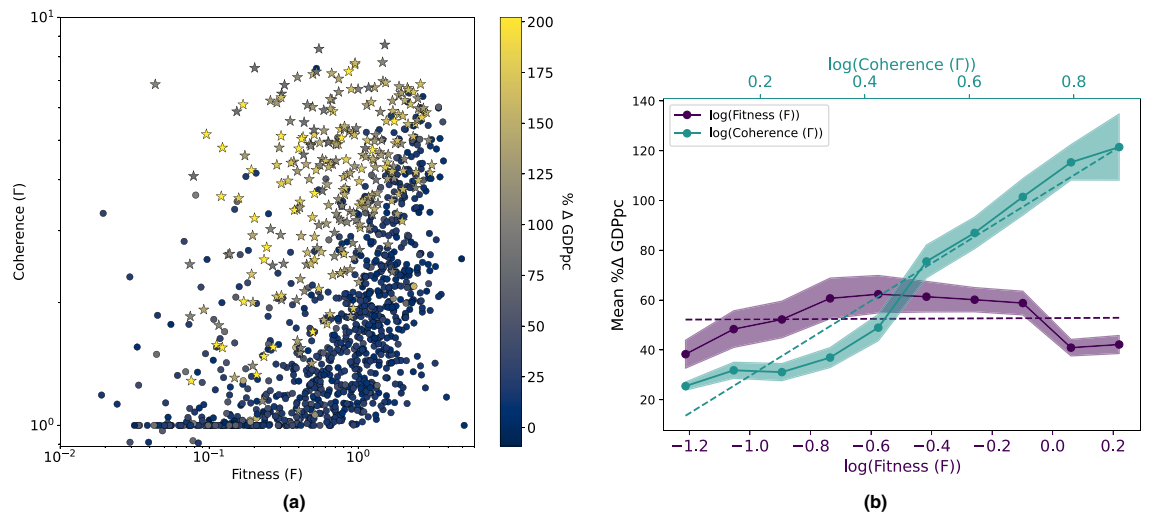 10¹
Coherence (Γ)
10⁰
10⁻²
10⁻¹
10⁰
Fitness (F)
200
175
150
125
100
75
50
25
0
% Δ GDPpc
(a)
log(Coherence (Γ))
0.2 0.4 0.6 0.8
log(Fitness (F))
log(Coherence (Γ))
140
120
100
80
60
40
20
Mean %Δ GDPpc
−1.2 −1.0 −0.8 −0.6 −0.4 −0.2 0.0 0.2
log(Fitness (F))
(b)